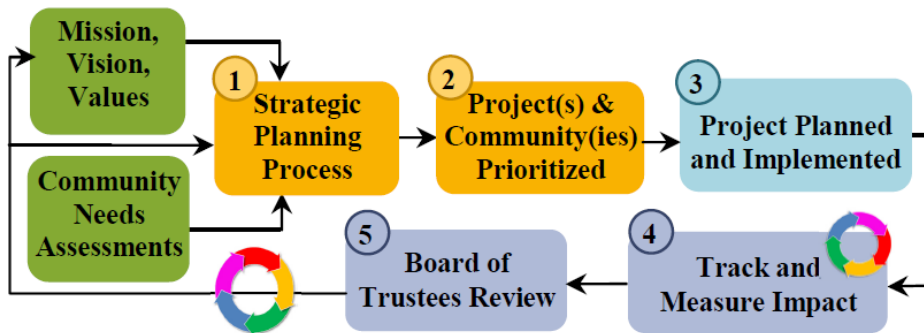 Mission,
Vision,
Values
1
Strategic
Planning
Process
2
Project(s) &
Community(ies)
Prioritized
3
Project Planned
and Implemented
Community
Needs
Assessments
5
Board of
Trustees Review
4
Track and
Measure Impact